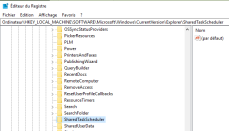 Éditeur du Registre
Fichier Edition Affichage Favoris ?
Ordinateur\HKEY_LOCAL_MACHINE\SOFTWARE\Microsoft\Windows\CurrentVersion\Explorer\SharedTaskScheduler
Nom
(par défaut)
OSSyncStatusProviders
PickerResources
PLM
Power
PrintersAndFaxes
PublishingWizard
QueryBuilder
RecentDocs
RemoteComputer
RemoveAccess
ResetUserFileCallbacks
ResourceTimers
Search
SearchFolder
SharedTaskScheduler
SharedUserData